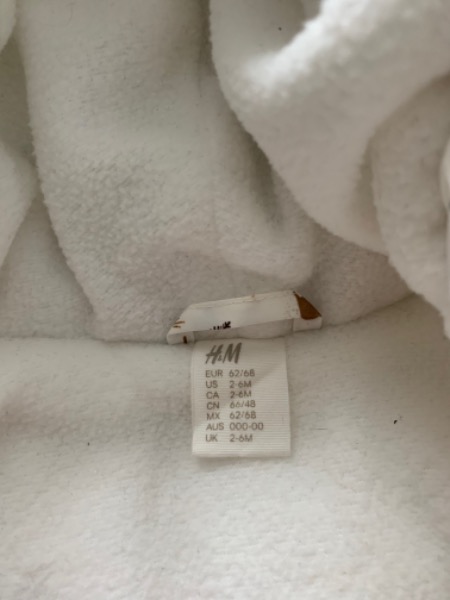 H&M
EUR 62/68
US 2-6M
CA 2-6M
CN 66/48
MX 62/68
AUS 000-00
UK 2-6M